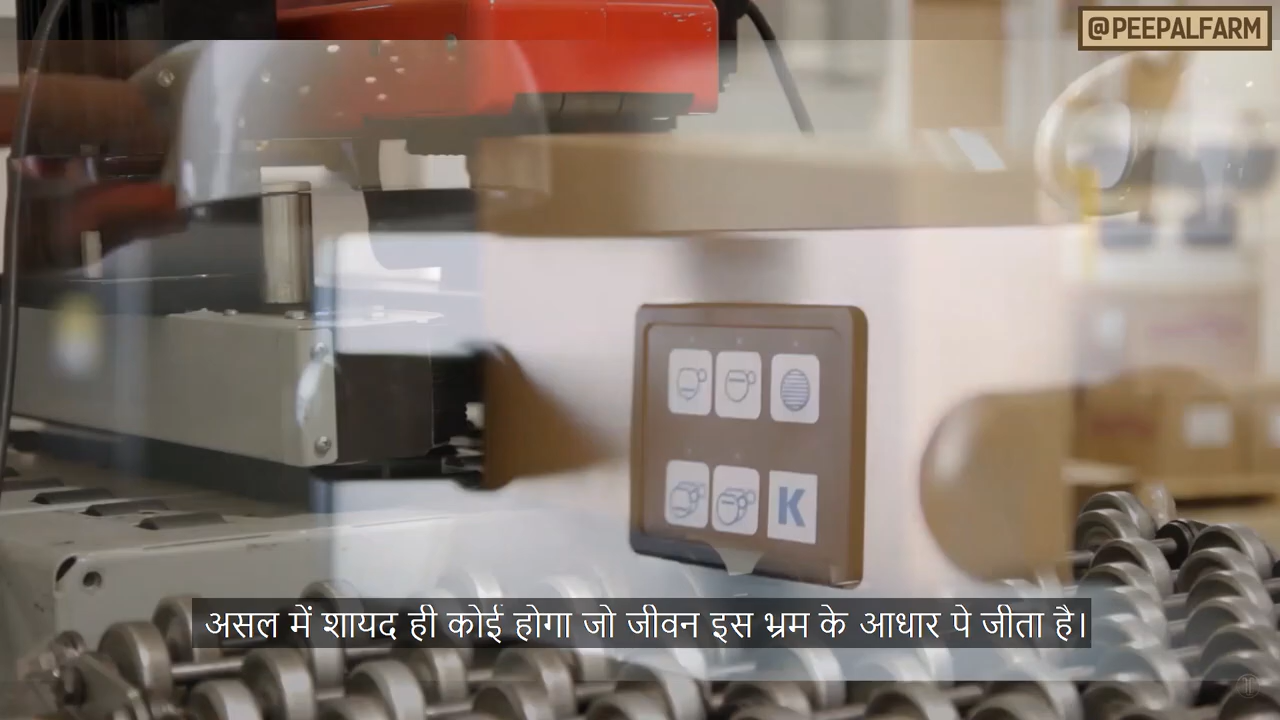 @PEEPALFARM
K
असल में शायद ही कोई होगा जो जीवन इस भ्रम के आधार पे जीता है।